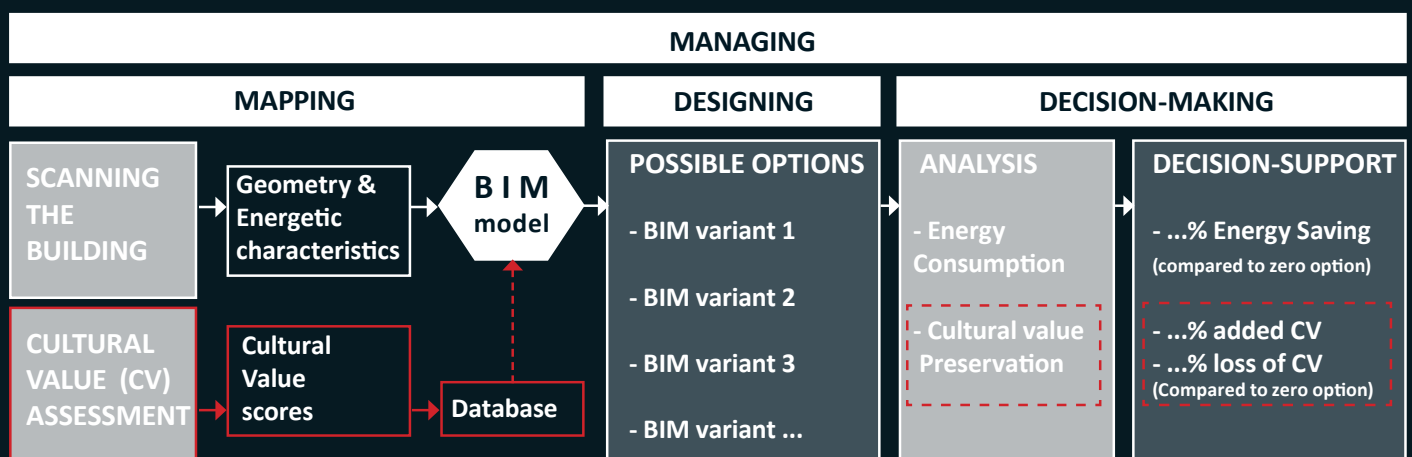 MANAGING
MAPPING
DESIGNING
DECISION-MAKING
SCANNING
THE
BUILDING
Geometry &
Energetic
characteristics
B I M
model
CULTURAL
VALUE (CV)
ASSESSMENT
Cultural
Value
scores
Database
POSSIBLE OPTIONS
- BIM variant 1
- BIM variant 2
- BIM variant 3
- BIM variant ...
ANALYSIS
- Energy
Consumption
- Cultural value
Preservation
DECISION-SUPPORT
- ...% Energy Saving
(compared to zero option)
- ...% added CV
- ...% loss of CV
(Compared to zero option)